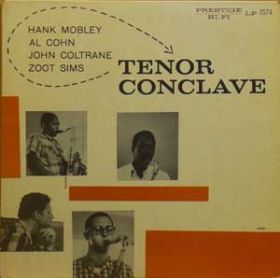 HANK MOBLEY
AL COHN
JOHN COLTRANE
ZOOT SIMS
PRESTIGE LP 7074
HI-FI
TENOR
CONCLAVE